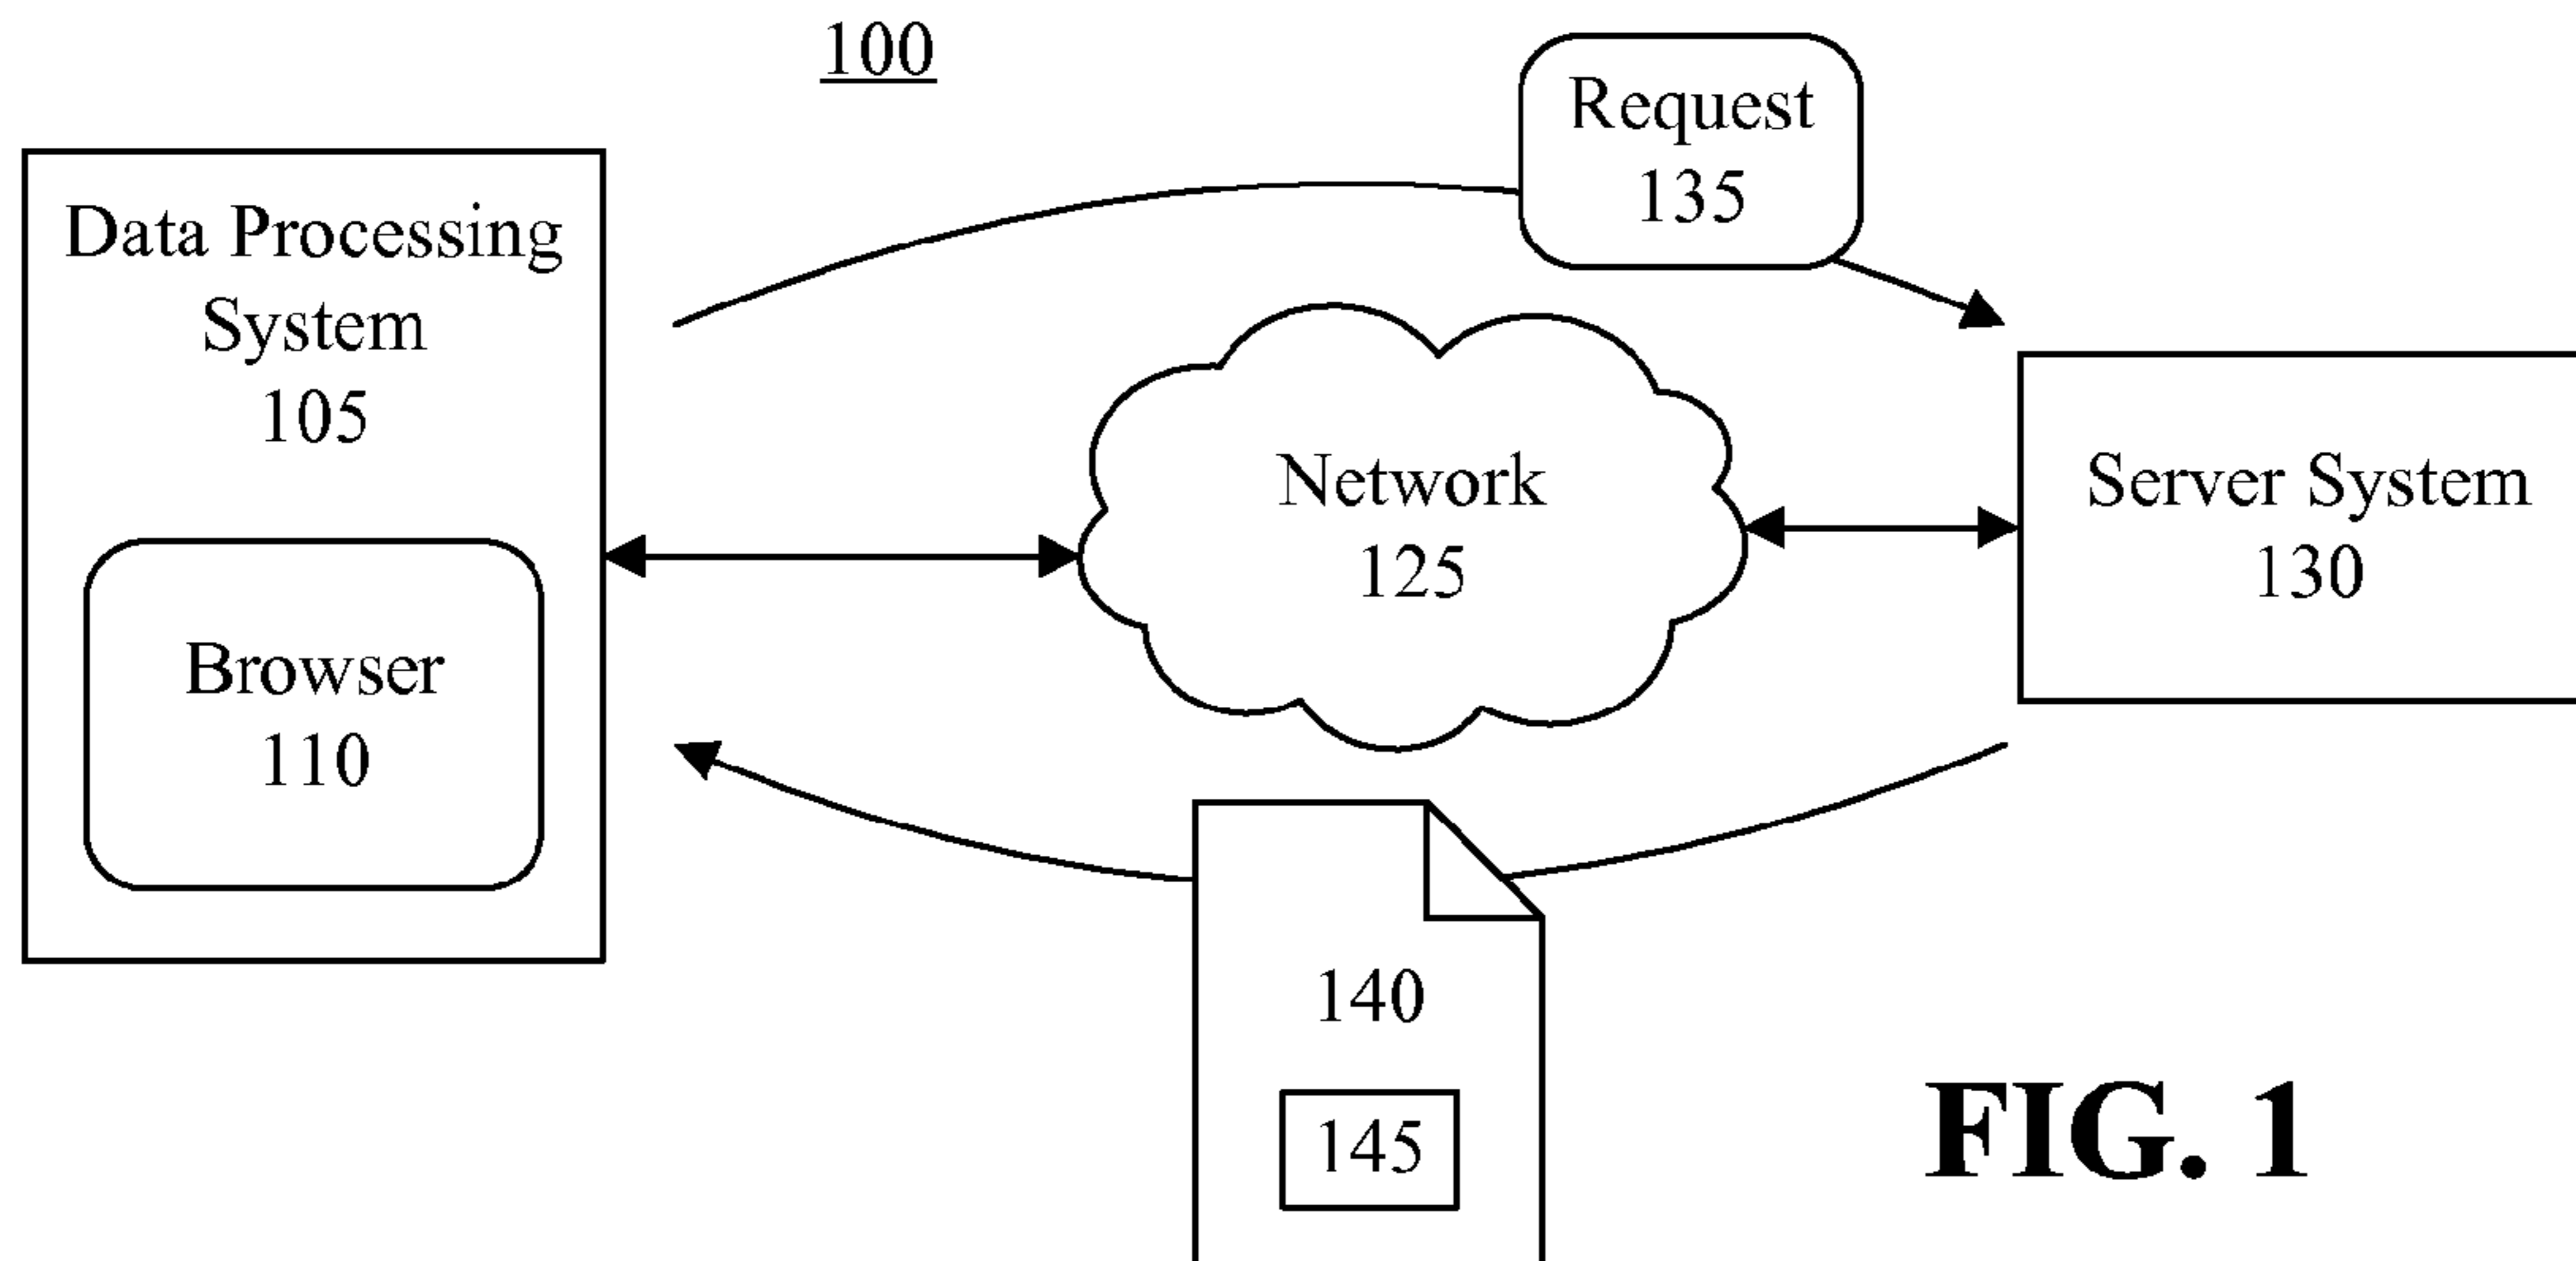 100
Request
135
Data Processing
System
105
Network
125
Server System
130
Browser
110
140
145
FIG. 1